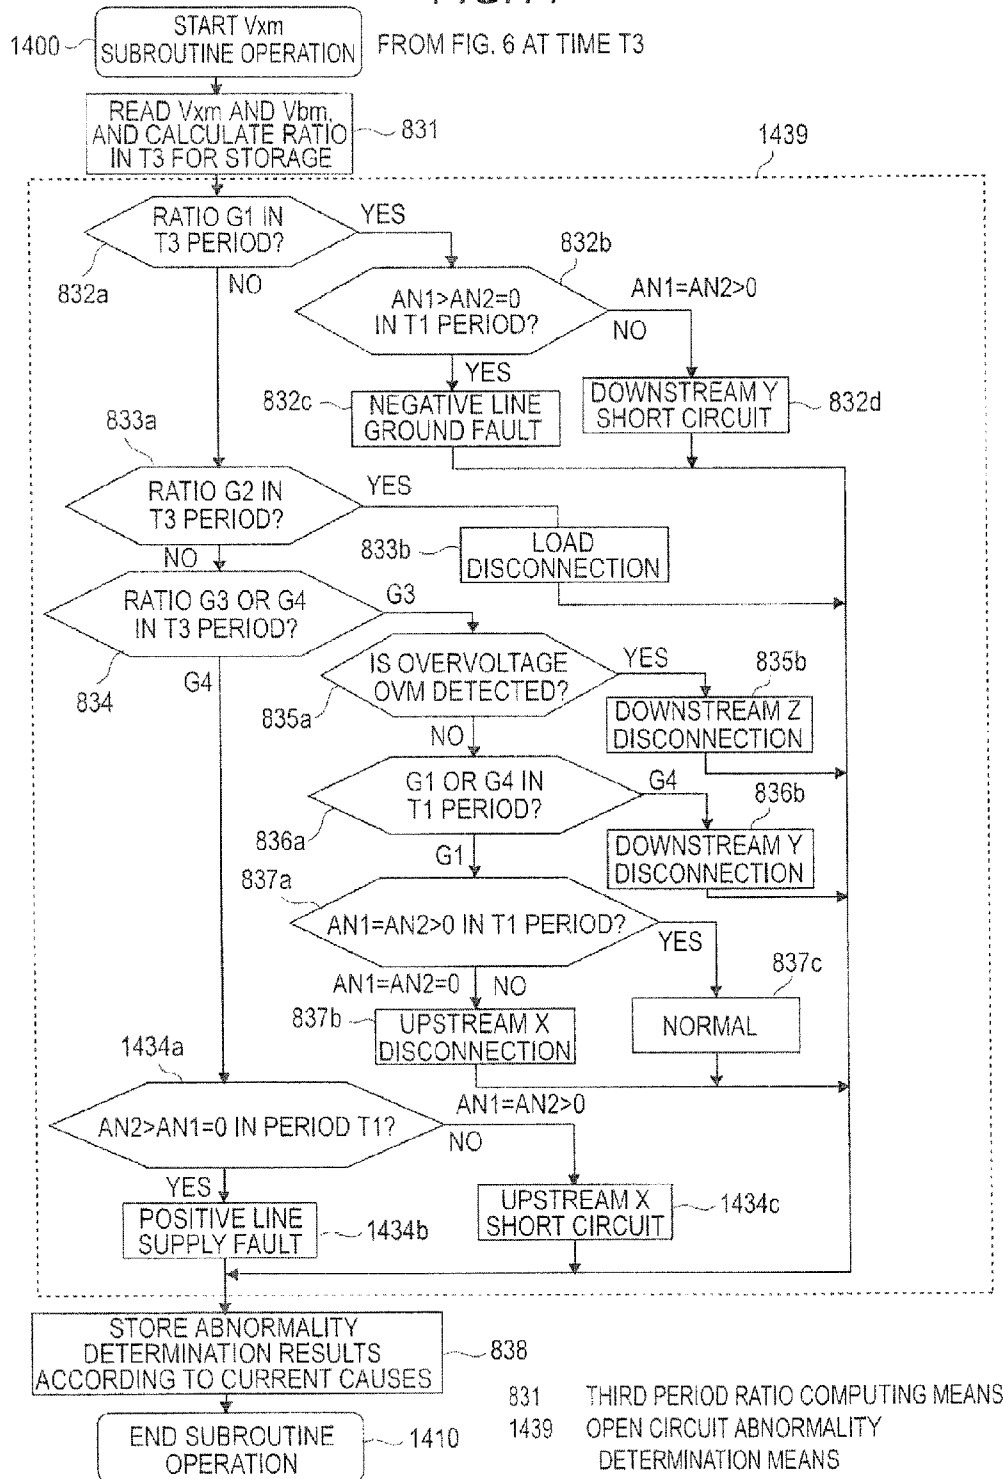 START Vxm
SUBROUTINE OPERATION
1400
FROM FIG. 6 AT TIME T3
READ Vxm AND Vbm,
AND CALCULATE RATIO
IN T3 FOR STORAGE
831
1439
RATIO G1 IN
T3 PERIOD?
YES
832a
NO
832b
AN1>AN2=0
IN T1 PERIOD?
AN1=AN2>0
NO
YES
832c
NEGATIVE LINE
GROUND FAULT
DOWNSTREAM Y
SHORT CIRCUIT
832d
833a
RATIO G2 IN
T3 PERIOD?
YES
NO
833b
LOAD
DISCONNECTION
RATIO G3 OR G4
IN T3 PERIOD?
G3
834
G4
IS OVERVOLTAGE
OVM DETECTED?
YES
835a
NO
835b
DOWNSTREAM Z
DISCONNECTION
G1 OR G4 IN
T1 PERIOD?
G4
836a
G1
836b
DOWNSTREAM Y
DISCONNECTION
837a
AN1=AN2>0 IN T1 PERIOD?
YES
AN1=AN2=0
NO
837b
UPSTREAM X
DISCONNECTION
837c
NORMAL
1434a
AN2>AN1=0 IN PERIOD T1?
AN1=AN2>0
NO
YES
POSITIVE LINE
SUPPLY FAULT
1434b
UPSTREAM X
SHORT CIRCUIT
1434c
STORE ABNORMALITY
DETERMINATION RESULTS
ACCORDING TO CURRENT CAUSES
838
END SUBROUTINE
OPERATION
1410
831 THIRD PERIOD RATIO COMPUTING MEANS
1439 OPEN CIRCUIT ABNORMALITY
DETERMINATION MEANS